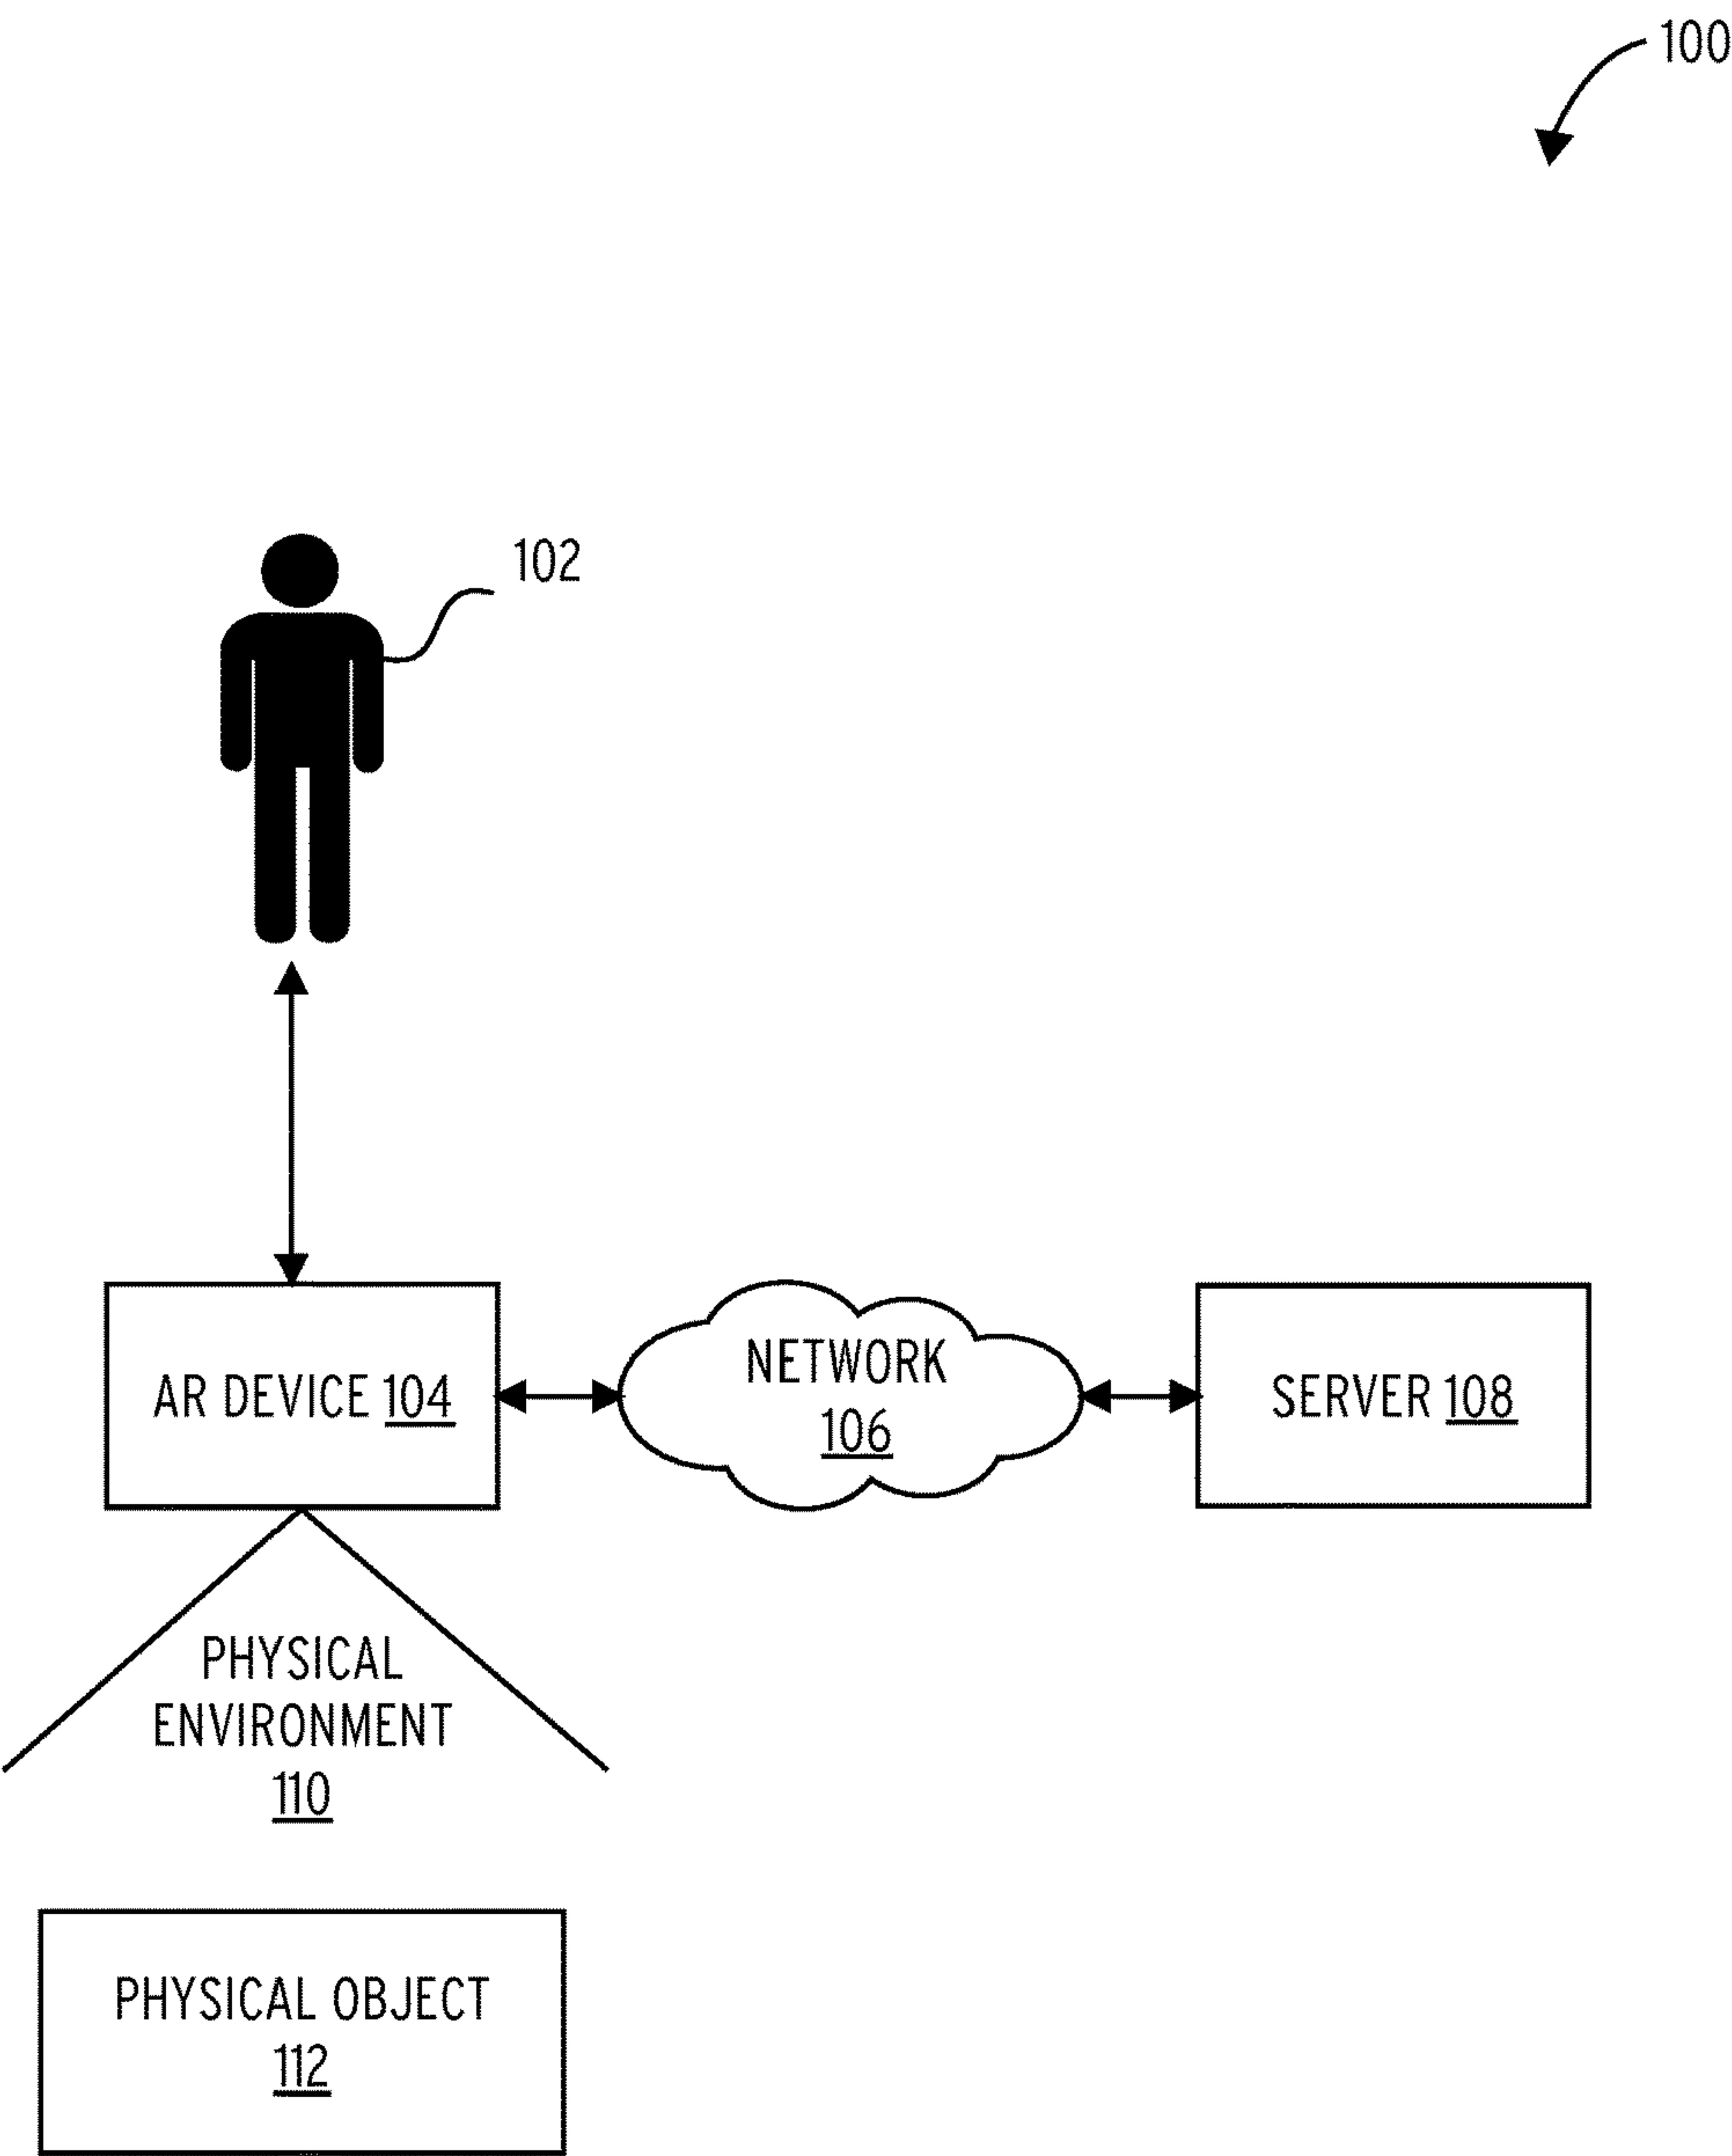 100
102
AR DEVICE 104
NETWORK
106
SERVER 108
PHYSICAL
ENVIRONMENT
110
PHYSICAL OBJECT
112